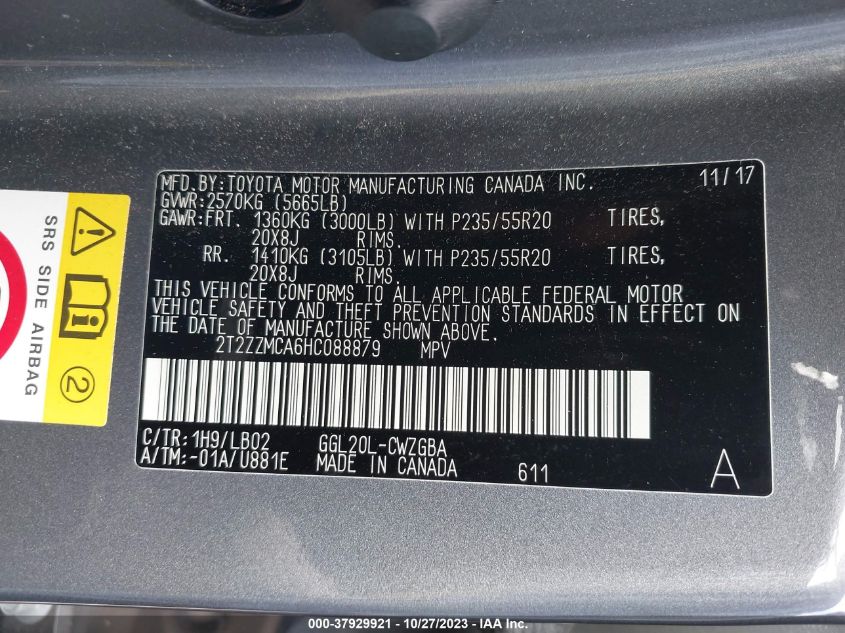 MFD.BY:TOYOTA MOTOR MANUFACTURING CANADA INC. 11/17
GVWR:2570KG (5665LB)
GAWR:FRT. 1360KG (3000LB) WITH P235/55R20 TIRES,
20X8J RIMS.
RR. 1410KG (3105LB) WITH P235/55R20 TIRES,
20X8J RIMS.
THIS VEHICLE CONFORMS TO ALL APPLICABLE FEDERAL MOTOR
VEHICLE SAFETY AND THEFT PREVENTION STANDARDS IN EFFECT ON
THE DATE OF MANUFACTURE SHOWN ABOVE.
2T2ZZMCA6HC088879 MPV
C/TR:1H9/LB02 GGL20L-CWZGBA
A/TM:-01A/U881E MADE IN CANADA 611 A
SRS SIDE AIRBAG
2
000-37929921 - 10/27/2023 - IAA Inc.